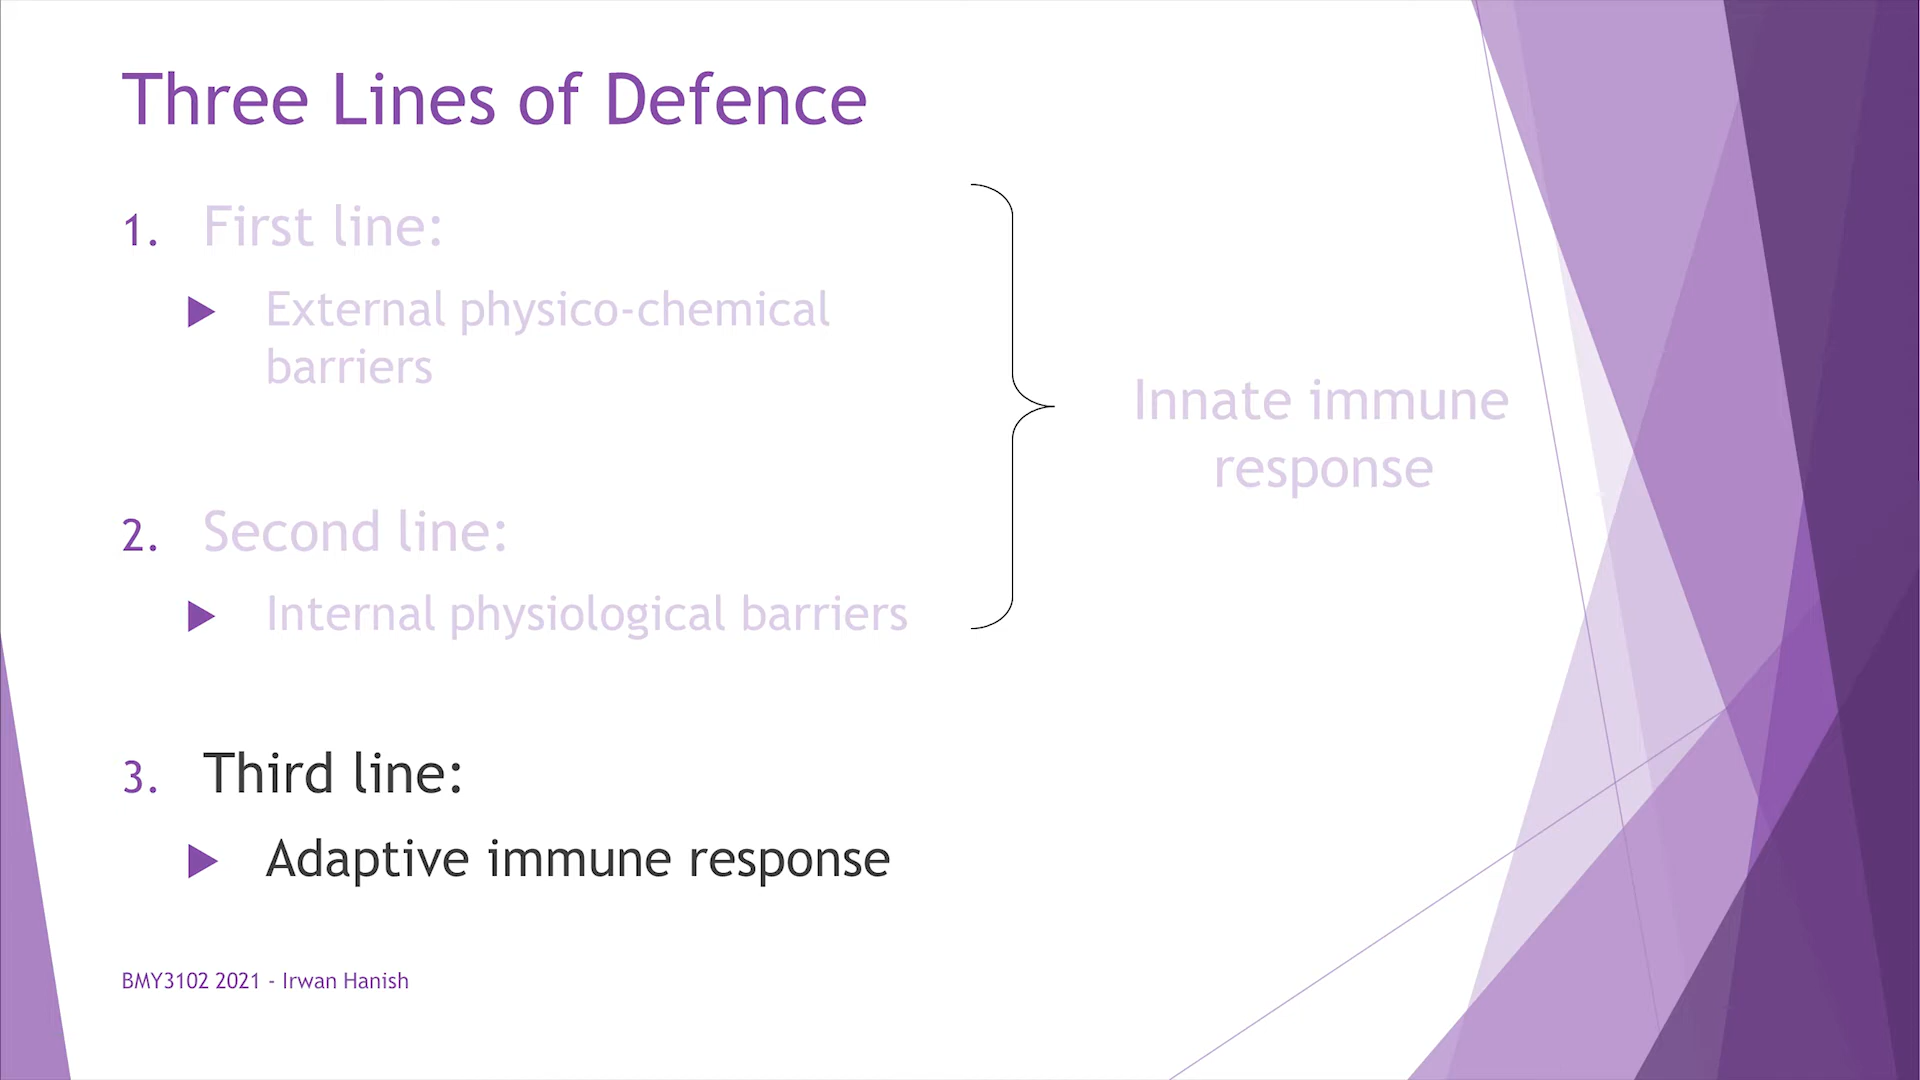 Three Lines of Defence
1. First line:
External physico-chemical
barriers
2. Second line:
Internal physiological barriers
Innate immune
response
3. Third line:
Adaptive immune response
BMY3102 2021 - Irwan Hanish